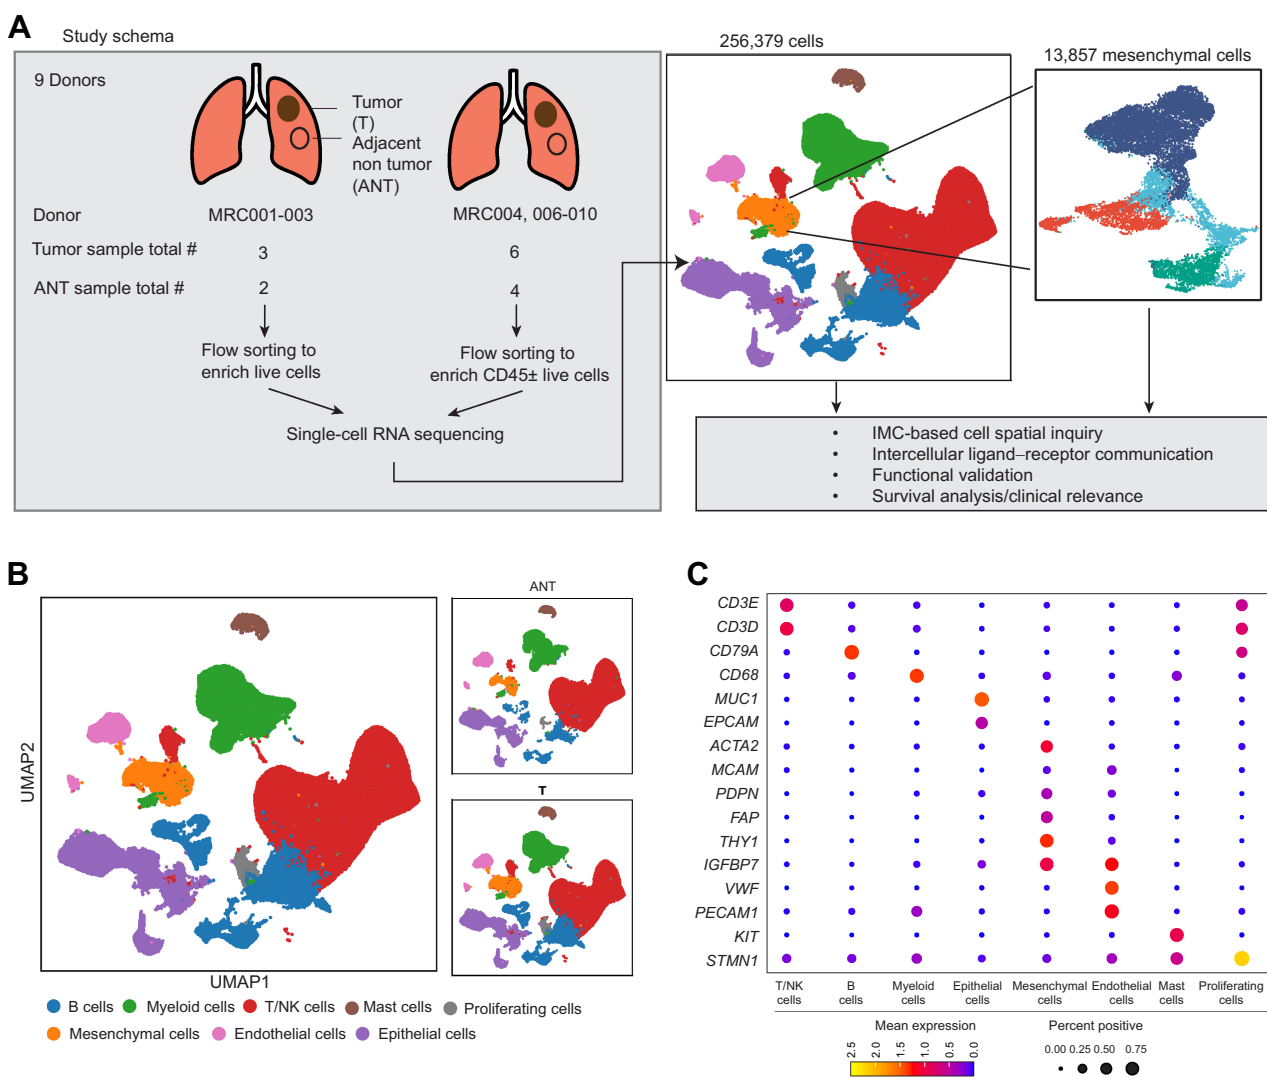 A
Study schema
9 Donors
Tumor
(T)
Adjacent
non tumor
(ANT)
Donor
MRC001-003
MRC004, 006-010
Tumor sample total #
3
6
ANT sample total #
2
4
Flow sorting to
enrich live cells
Flow sorting to
enrich CD45± live cells
Single-cell RNA sequencing
256,379 cells
13,857 mesenchymal cells
• IMC-based cell spatial inquiry
• Intercellular ligand–receptor communication
• Functional validation
• Survival analysis/clinical relevance
B
UMAP2
UMAP1
ANT
T
B cells
Myeloid cells
T/NK cells
Mast cells
Proliferating cells
Mesenchymal cells
Endothelial cells
Epithelial cells
C
CD3E
CD3D
CD79A
CD68
MUC1
EPCAM
ACTA2
MCAM
PDPN
FAP
THY1
IGFBP7
VWF
PECAM1
KIT
STMN1
T/NK
cells
B
cells
Myeloid
cells
Epithelial
cells
Mesenchymal
cells
Endothelial
cells
Mast
cells
Proliferating
cells
Mean expression
2.5
2.0
1.5
1.0
0.5
0.0
Percent positive
0.00 0.25 0.50 0.75